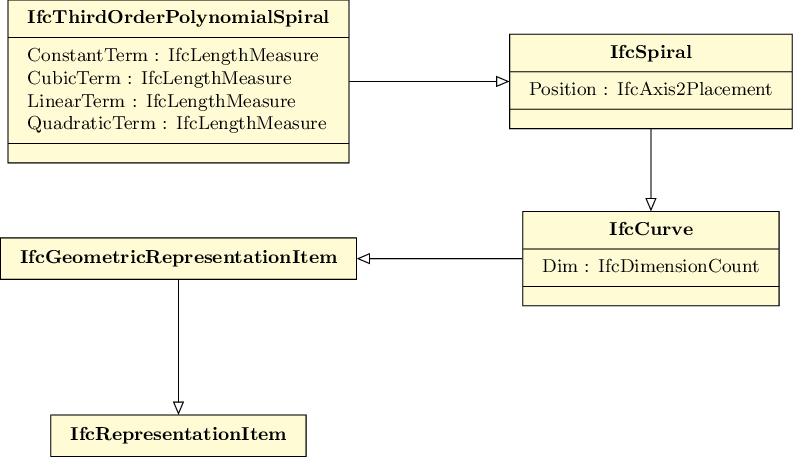 IfcThirdOrderPolynomialSpiral
ConstantTerm : IfcLengthMeasure
CubicTerm : IfcLengthMeasure
LinearTerm : IfcLengthMeasure
QuadraticTerm : IfcLengthMeasure
IfcSpiral
Position : IfcAxis2Placement
IfcCurve
Dim : IfcDimensionCount
IfcGeometricRepresentationItem
IfcRepresentationItem